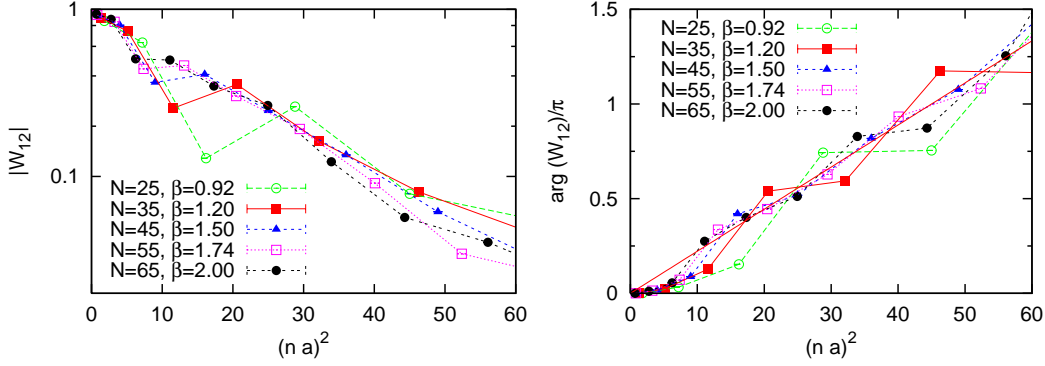 1
0.1
|W12|
N=25, β=0.92
N=35, β=1.20
N=45, β=1.50
N=55, β=1.74
N=65, β=2.00
0 10 20 30 40 50 60
(n a)²
1.5
1
0.5
0
arg (W12)/π
N=25, β=0.92
N=35, β=1.20
N=45, β=1.50
N=55, β=1.74
N=65, β=2.00
0 10 20 30 40 50 60
(n a)²